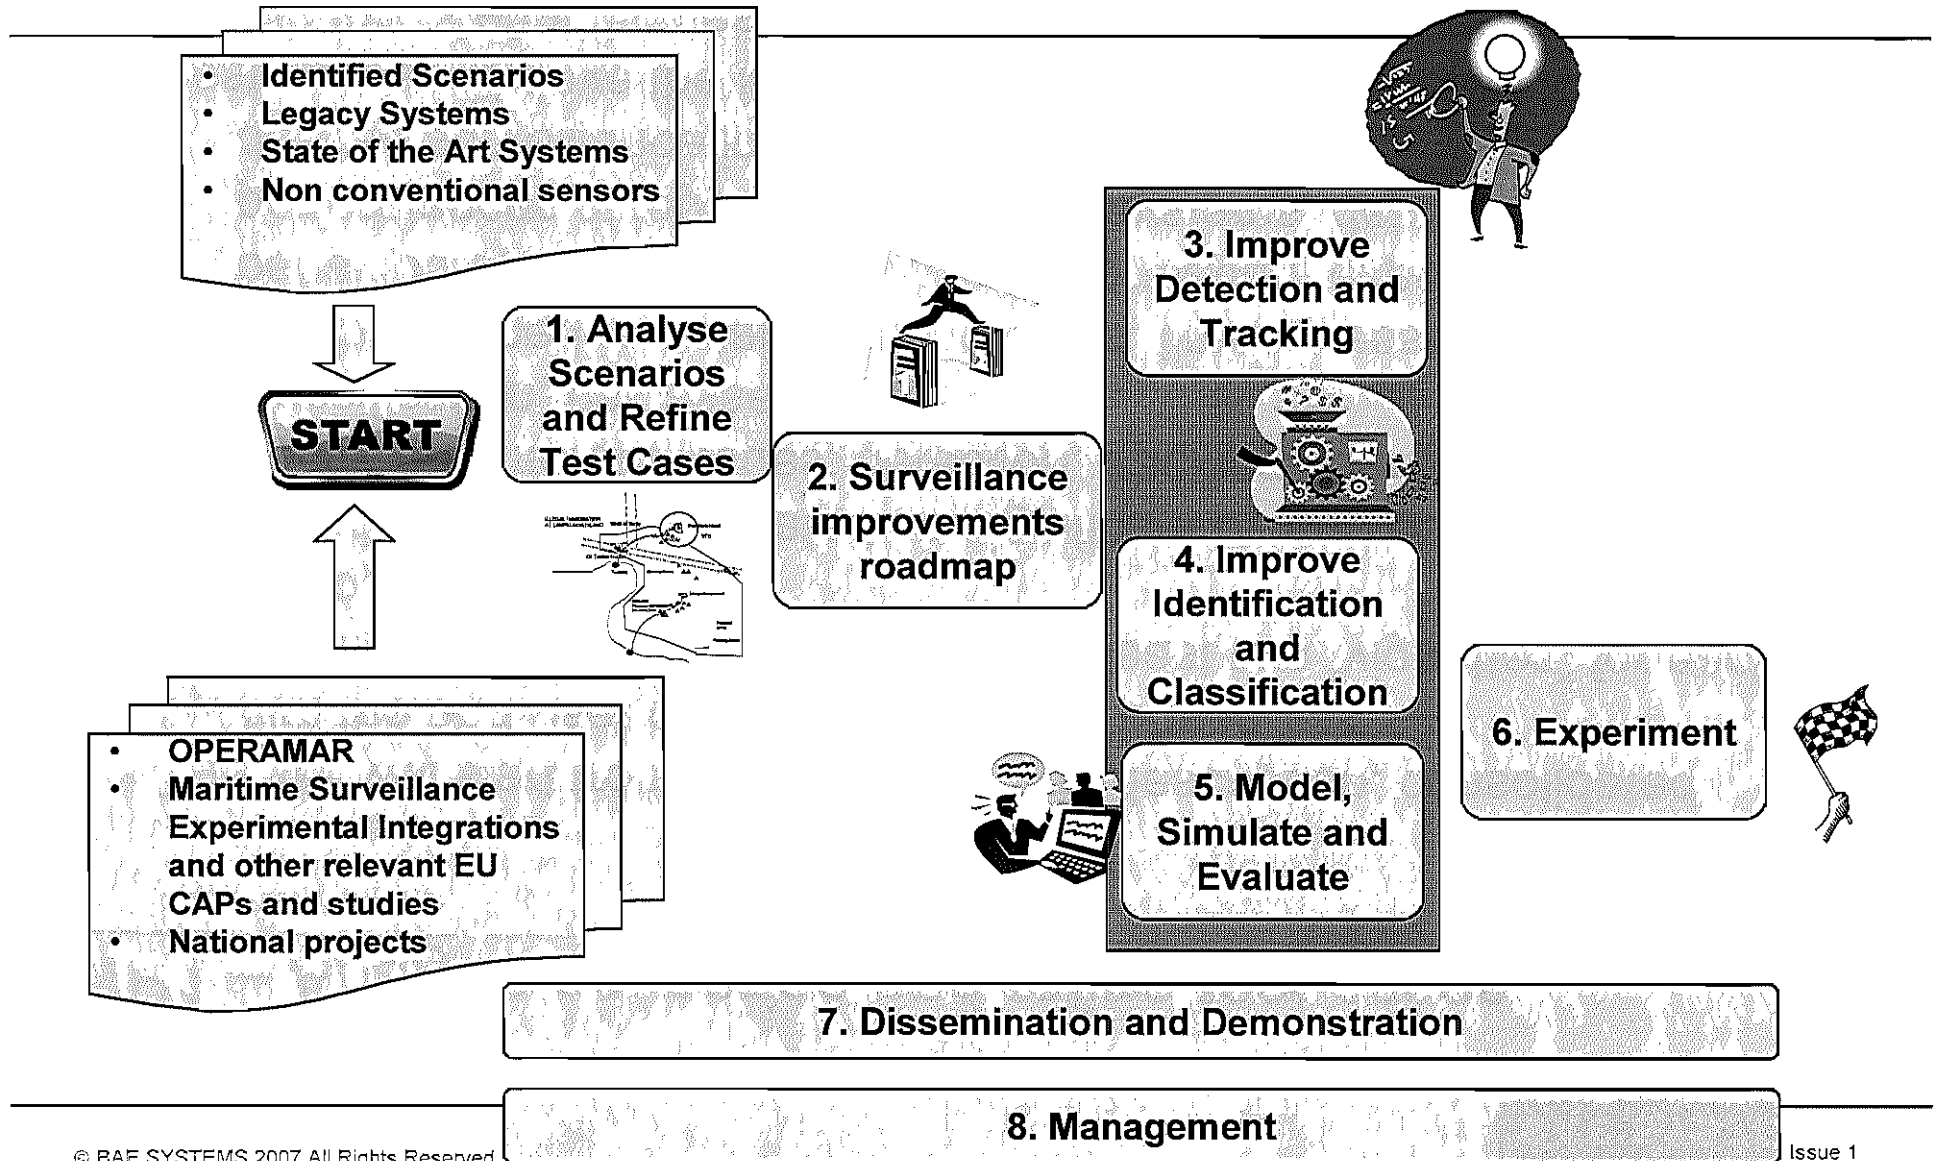 • Identified Scenarios
• Legacy Systems
• State of the Art Systems
• Non conventional sensors
START
• OPERAMAR
• Maritime Surveillance
Experimental Integrations
and other relevant EU
CAPs and studies
• National projects
1. Analyse
Scenarios
and Refine
Test Cases
2. Surveillance
improvements
roadmap
3. Improve
Detection and
Tracking
4. Improve
Identification
and
Classification
5. Model,
Simulate and
Evaluate
6. Experiment
7. Dissemination and Demonstration
8. Management
© BAE SYSTEMS 2007 All Rights Reserved
Issue 1